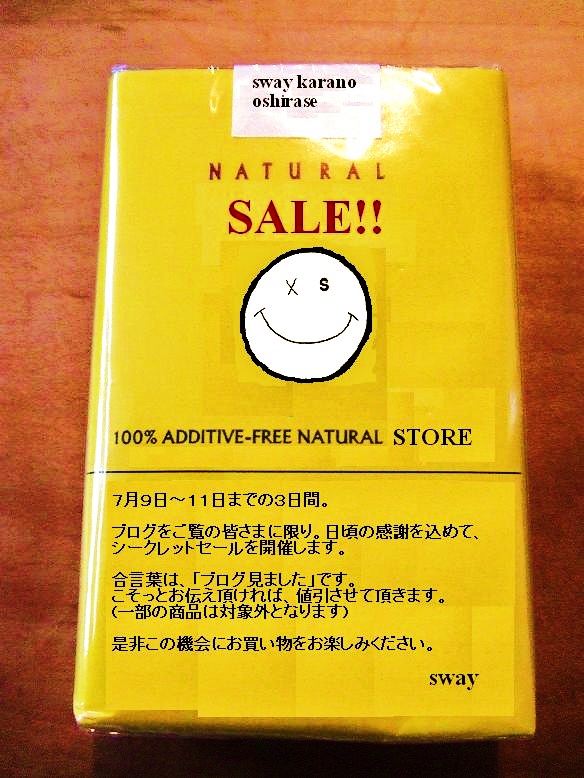 sway karano
oshirase
NATURAL
SALE!!
X S
100% ADDITIVE-FREE NATURAL STORE
7月9日～11日までの3日間。
ブログをご覧の皆さまに限り。日頃の感謝を込めて、
シークレットセールを開催します。
合言葉は、「ブログ見ました」です。
こそっとお伝え頂ければ、値引させて頂きます。
(一部の商品は対象外となります)
是非この機会にお買い物をお楽しみください。
sway